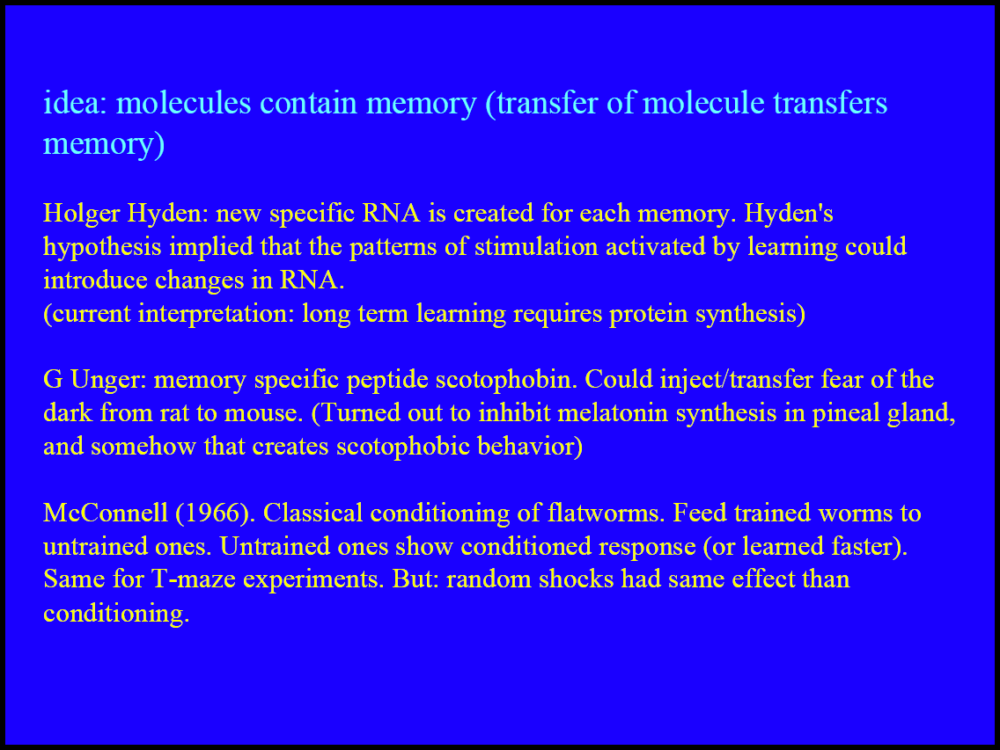 idea: molecules contain memory (transfer of molecule transfers
memory)
Holger Hyden: new specific RNA is created for each memory. Hyden's
hypothesis implied that the patterns of stimulation activated by learning could
introduce changes in RNA.
(current interpretation: long term learning requires protein synthesis)
G Unger: memory specific peptide scotophobin. Could inject/transfer fear of the
dark from rat to mouse. (Turned out to inhibit melatonin synthesis in pineal gland,
and somehow that creates scotophobic behavior)
McConnell (1966). Classical conditioning of flatworms. Feed trained worms to
untrained ones. Untrained ones show conditioned response (or learned faster).
Same for T-maze experiments. But: random shocks had same effect than
conditioning.